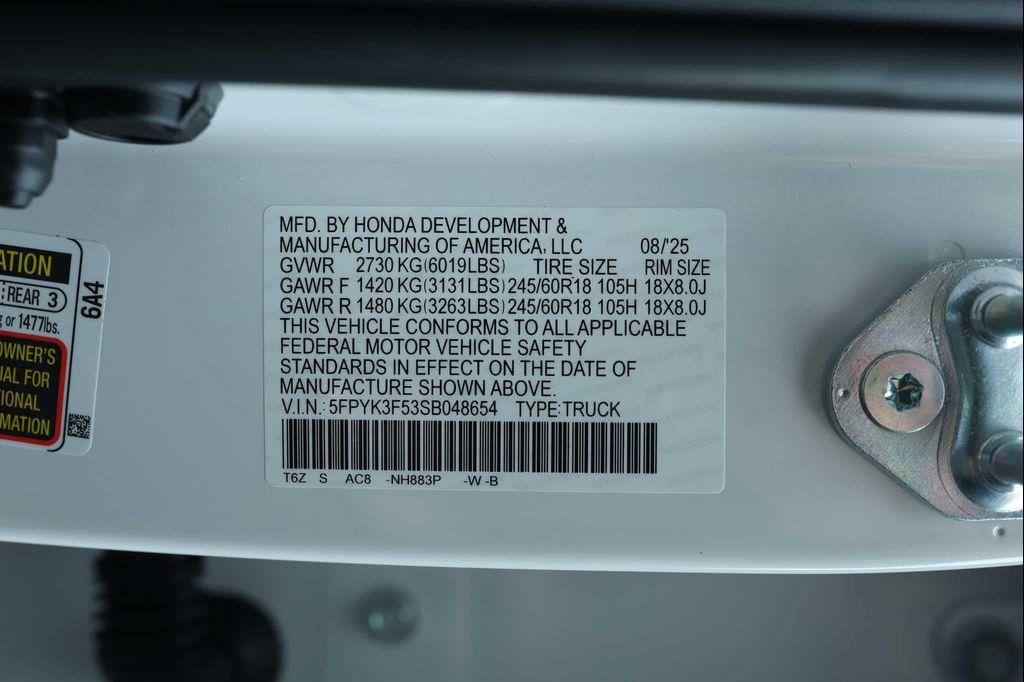 MFD. BY HONDA DEVELOPMENT &
MANUFACTURING OF AMERICA, LLC 08/'25
GVWR 2730 KG(6019LBS) TIRE SIZE RIM SIZE
GAWR F 1420 KG(3131LBS) 245/60R18 105H 18X8.0J
GAWR R 1480 KG(3263LBS) 245/60R18 105H 18X8.0J
THIS VEHICLE CONFORMS TO ALL APPLICABLE
FEDERAL MOTOR VEHICLE SAFETY
STANDARDS IN EFFECT ON THE DATE OF
MANUFACTURE SHOWN ABOVE.
V.I.N.: 5FPYK3F53SB048654 TYPE:TRUCK
T6Z S AC8 -NH883P -W -B
ATION
REAR 3
g or 1477lbs.
OWNER'S
UAL FOR
TIONAL
RMATION
6A4